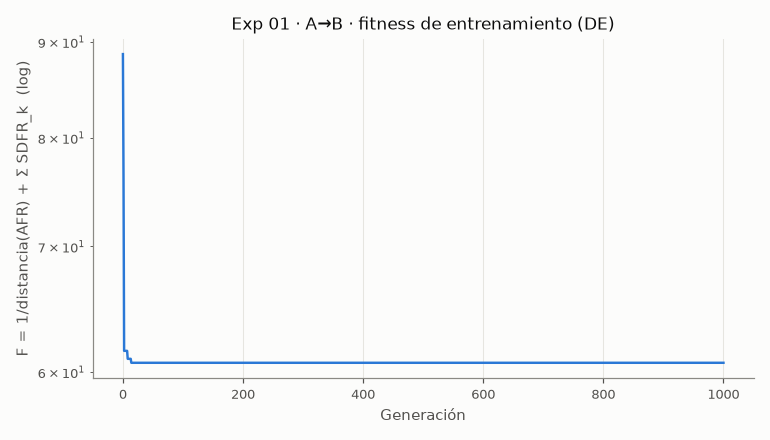 Exp 01 · A→B · fitness de entrenamiento (DE)
F = 1/distancia(AFR) + Σ SDFR_k (log)
9 × 10¹
8 × 10¹
7 × 10¹
6 × 10¹
0 200 400 600 800 1000
Generación